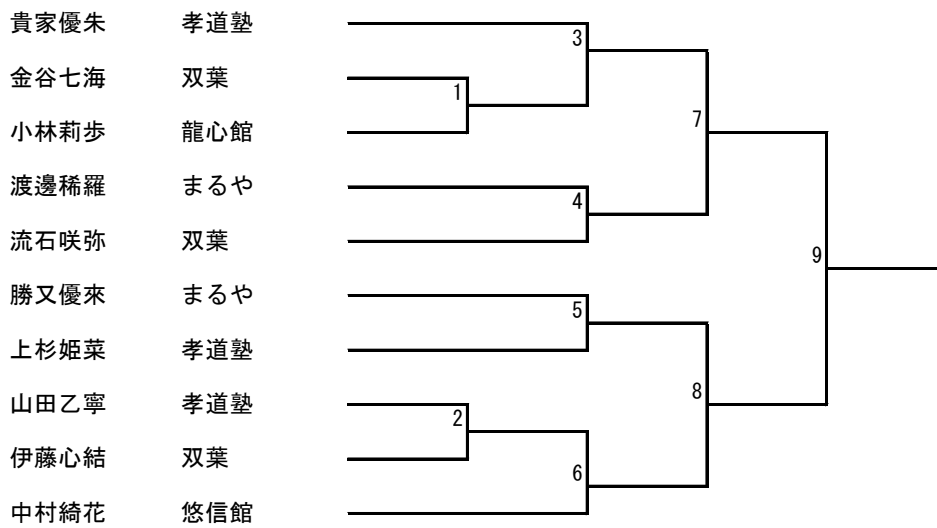 貴家優朱 孝道塾
3
金谷七海 双葉
1
小林莉歩 龍心館
7
渡邊稀羅 まるや
4
流石咲弥 双葉
9
勝又優來 まるや
5
上杉姫菜 孝道塾
8
山田乙寧 孝道塾
2
伊藤心結 双葉
6
中村綺花 悠信館